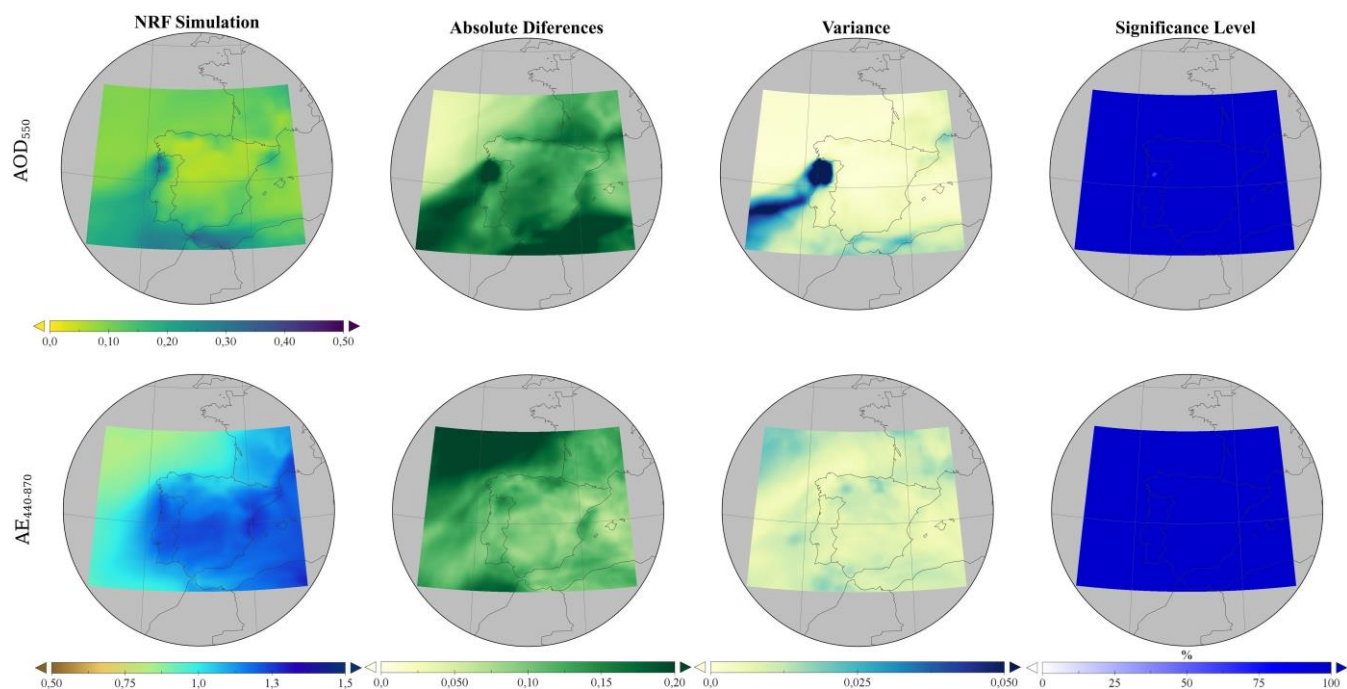 NRF Simulation
Absolute Diferences
Variance
Significance Level
AOD550
0,0 0,10 0,20 0,30 0,40 0,50
AE440-870
0,50 0,75 1,0 1,3 1,5
0,0 0,050 0,10 0,15 0,20
0,0 0,025 0,050
%
0 25 50 75 100